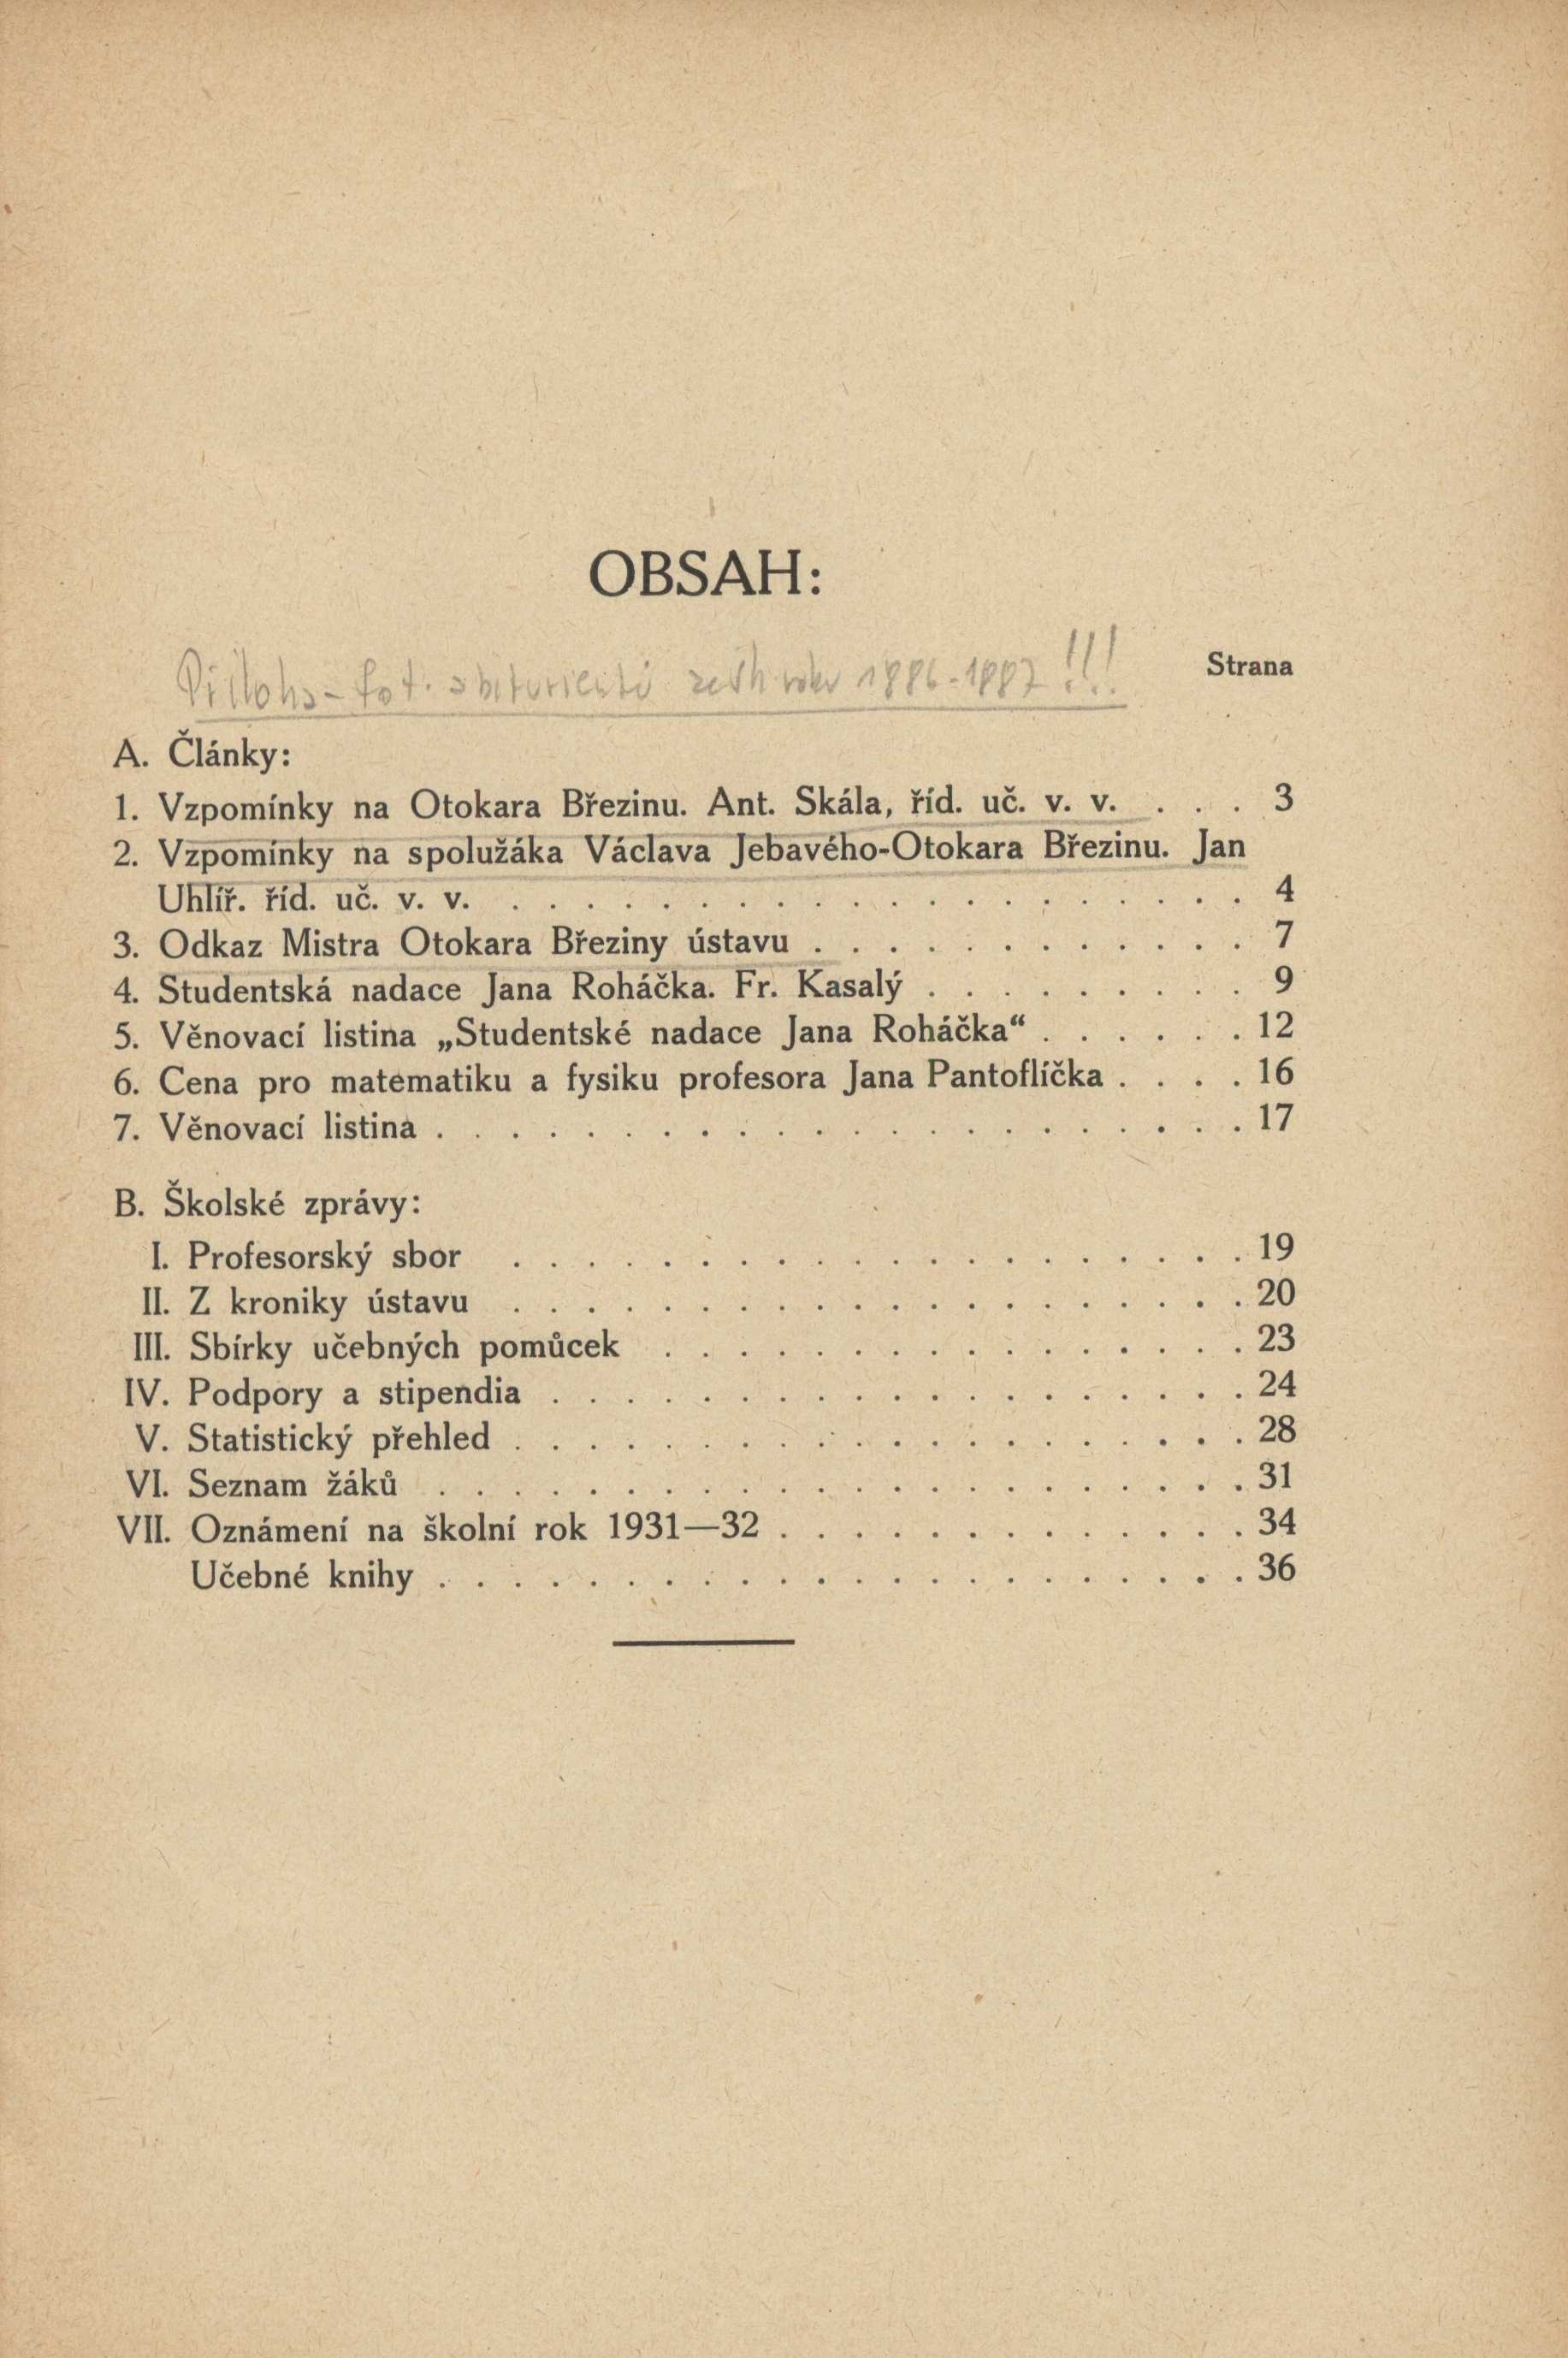 OBSAH:
Příloha - fot. abiturientů 1886-1887!!!
Strana
A. Články:
1. Vzpomínky na Otokara Březinu. Ant. Skála, říd. uč. v. v. . . . 3
2. Vzpomínky na spolužáka Václava Jebavého-Otokara Březinu. Jan
Uhlíř. říd. uč. v. v. . . . . . . . . . . . . . . . . . . . . 4
3. Odkaz Mistra Otokara Březiny ústavu . . . . . . . . . . . . 7
4. Studentská nadace Jana Roháčka. Fr. Kasalý . . . . . . . . . 9
5. Věnovací listina „Studentské nadace Jana Roháčka“ . . . . . . 12
6. Cena pro matematiku a fysiku profesora Jana Pantoflíčka . . . . 16
7. Věnovací listina . . . . . . . . . . . . . . . . . . . . . . 17
B. Školské zprávy:
I. Profesorský sbor . . . . . . . . . . . . . . . . . . . . 19
II. Z kroniky ústavu . . . . . . . . . . . . . . . . . . . . 20
III. Sbírky učebných pomůcek . . . . . . . . . . . . . . . . 23
IV. Podpory a stipendia . . . . . . . . . . . . . . . . . . . 24
V. Statistický přehled . . . . . . . . . . . . . . . . . . . . 28
VI. Seznam žáků . . . . . . . . . . . . . . . . . . . . . . 31
VII. Oznámení na školní rok 1931—32 . . . . . . . . . . . . . 34
Učebné knihy . . . . . . . . . . . . . . . . . . . . . . 36